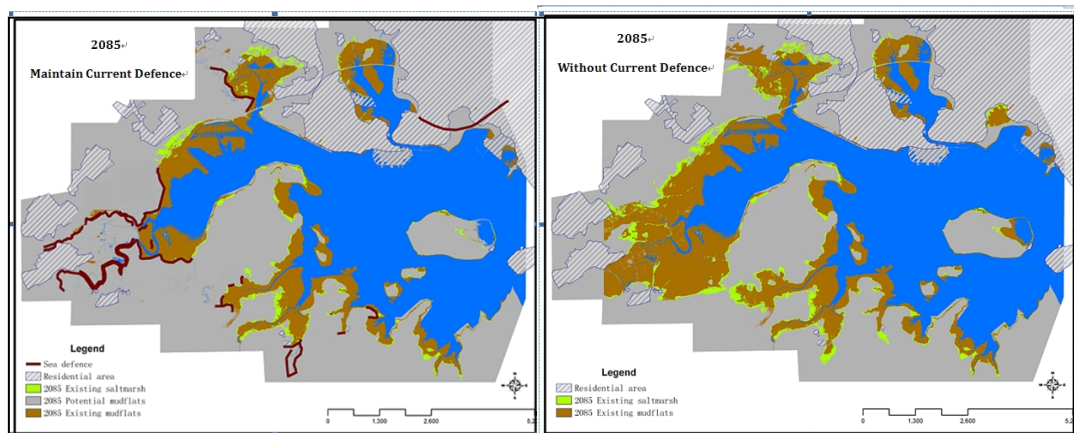 2085↵
Maintain Current Defence↵
Legend
Sea defence
Residential area
2085 Existing saltmarsh
2085 Potential mudflats
2085 Existing mudflats
0 1,300 2,600
2085↵
Without Current Defence↵
Legend
Residential area
2085 Existing saltmarsh
2085 Existing mudflats
0 1,300 2,600